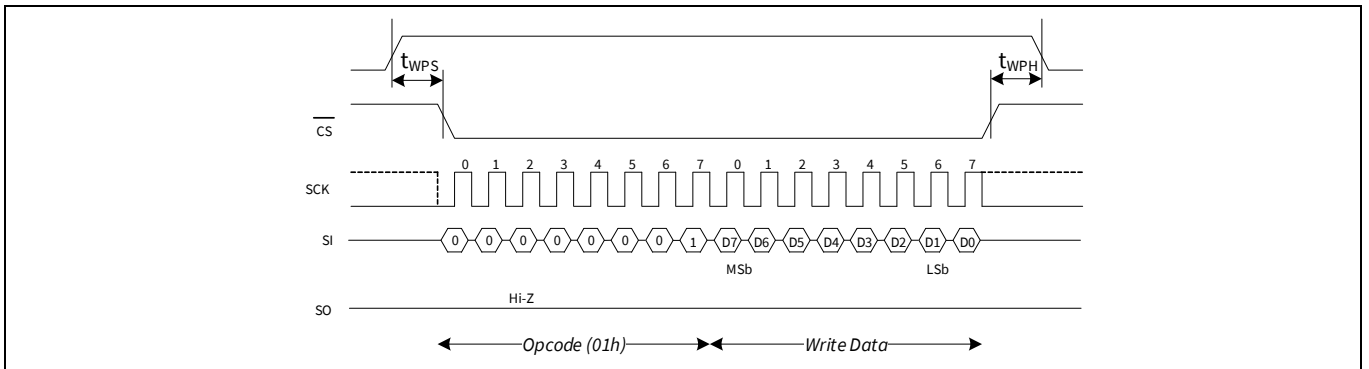 tWPS tWPH
CS
0 1 2 3 4 5 6 7 0 1 2 3 4 5 6 7
SCK
SI 0 0 0 0 0 0 0 1 D7 D6 D5 D4 D3 D2 D1 D0
MSb LSb
Hi-Z
SO
Opcode (01h) Write Data